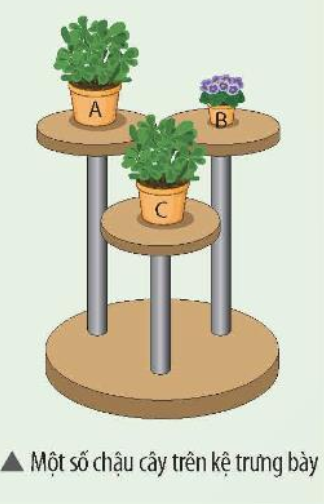 A
B
C
▲ Một số chậu cây trên kệ trưng bày